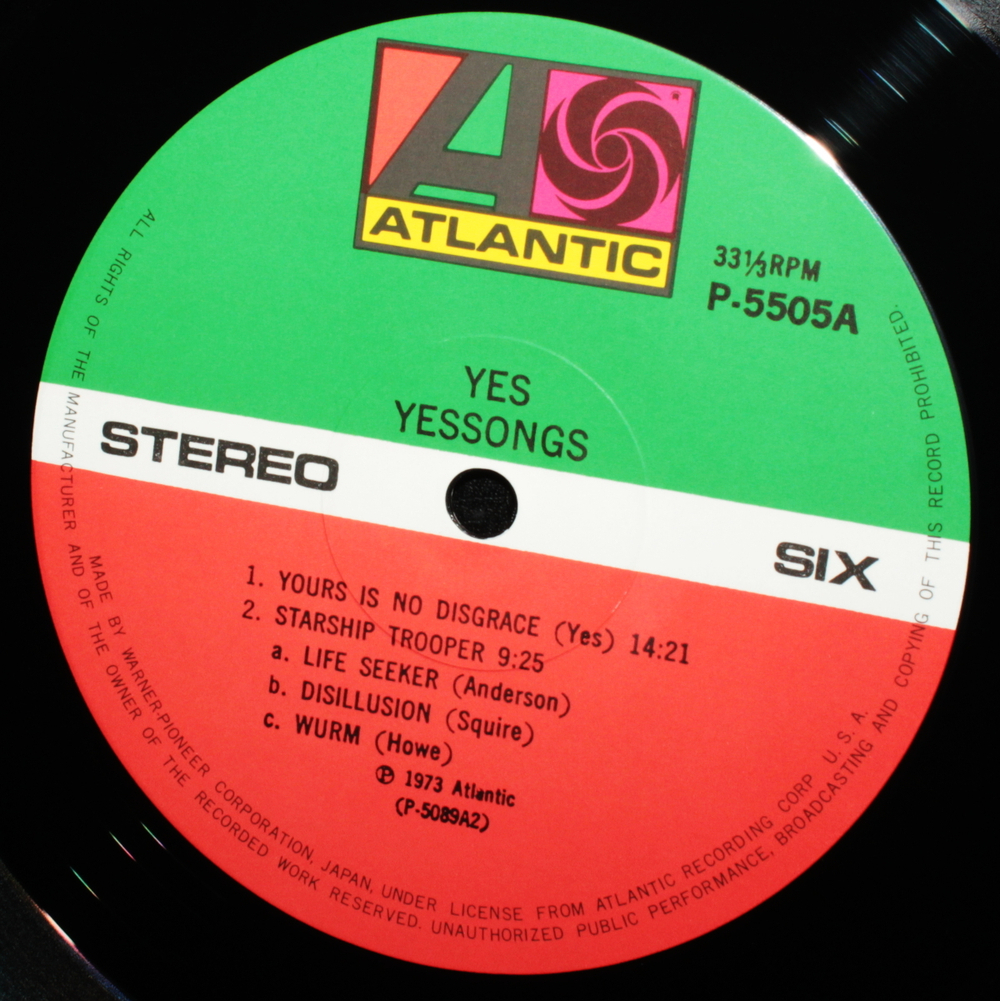 ATLANTIC
33⅓RPM
P-5505A
YES
YESSONGS
STEREO
SIX
1. YOURS IS NO DISGRACE (Yes) 14:21
2. STARSHIP TROOPER 9:25
a. LIFE SEEKER (Anderson)
b. DISILLUSION (Squire)
c. WURM (Howe)
℗ 1973 Atlantic
(P-5089A2)
MADE BY WARNER-PIONEER CORPORATION, JAPAN, UNDER LICENSE FROM ATLANTIC RECORDING CORP U. S. A.
ALL RIGHTS OF THE MANUFACTURER AND OF THE OWNER OF THE RECORDED WORK RESERVED. UNAUTHORIZED PUBLIC PERFORMANCE, BROADCASTING AND COPYING OF THIS RECORD PROHIBITED.